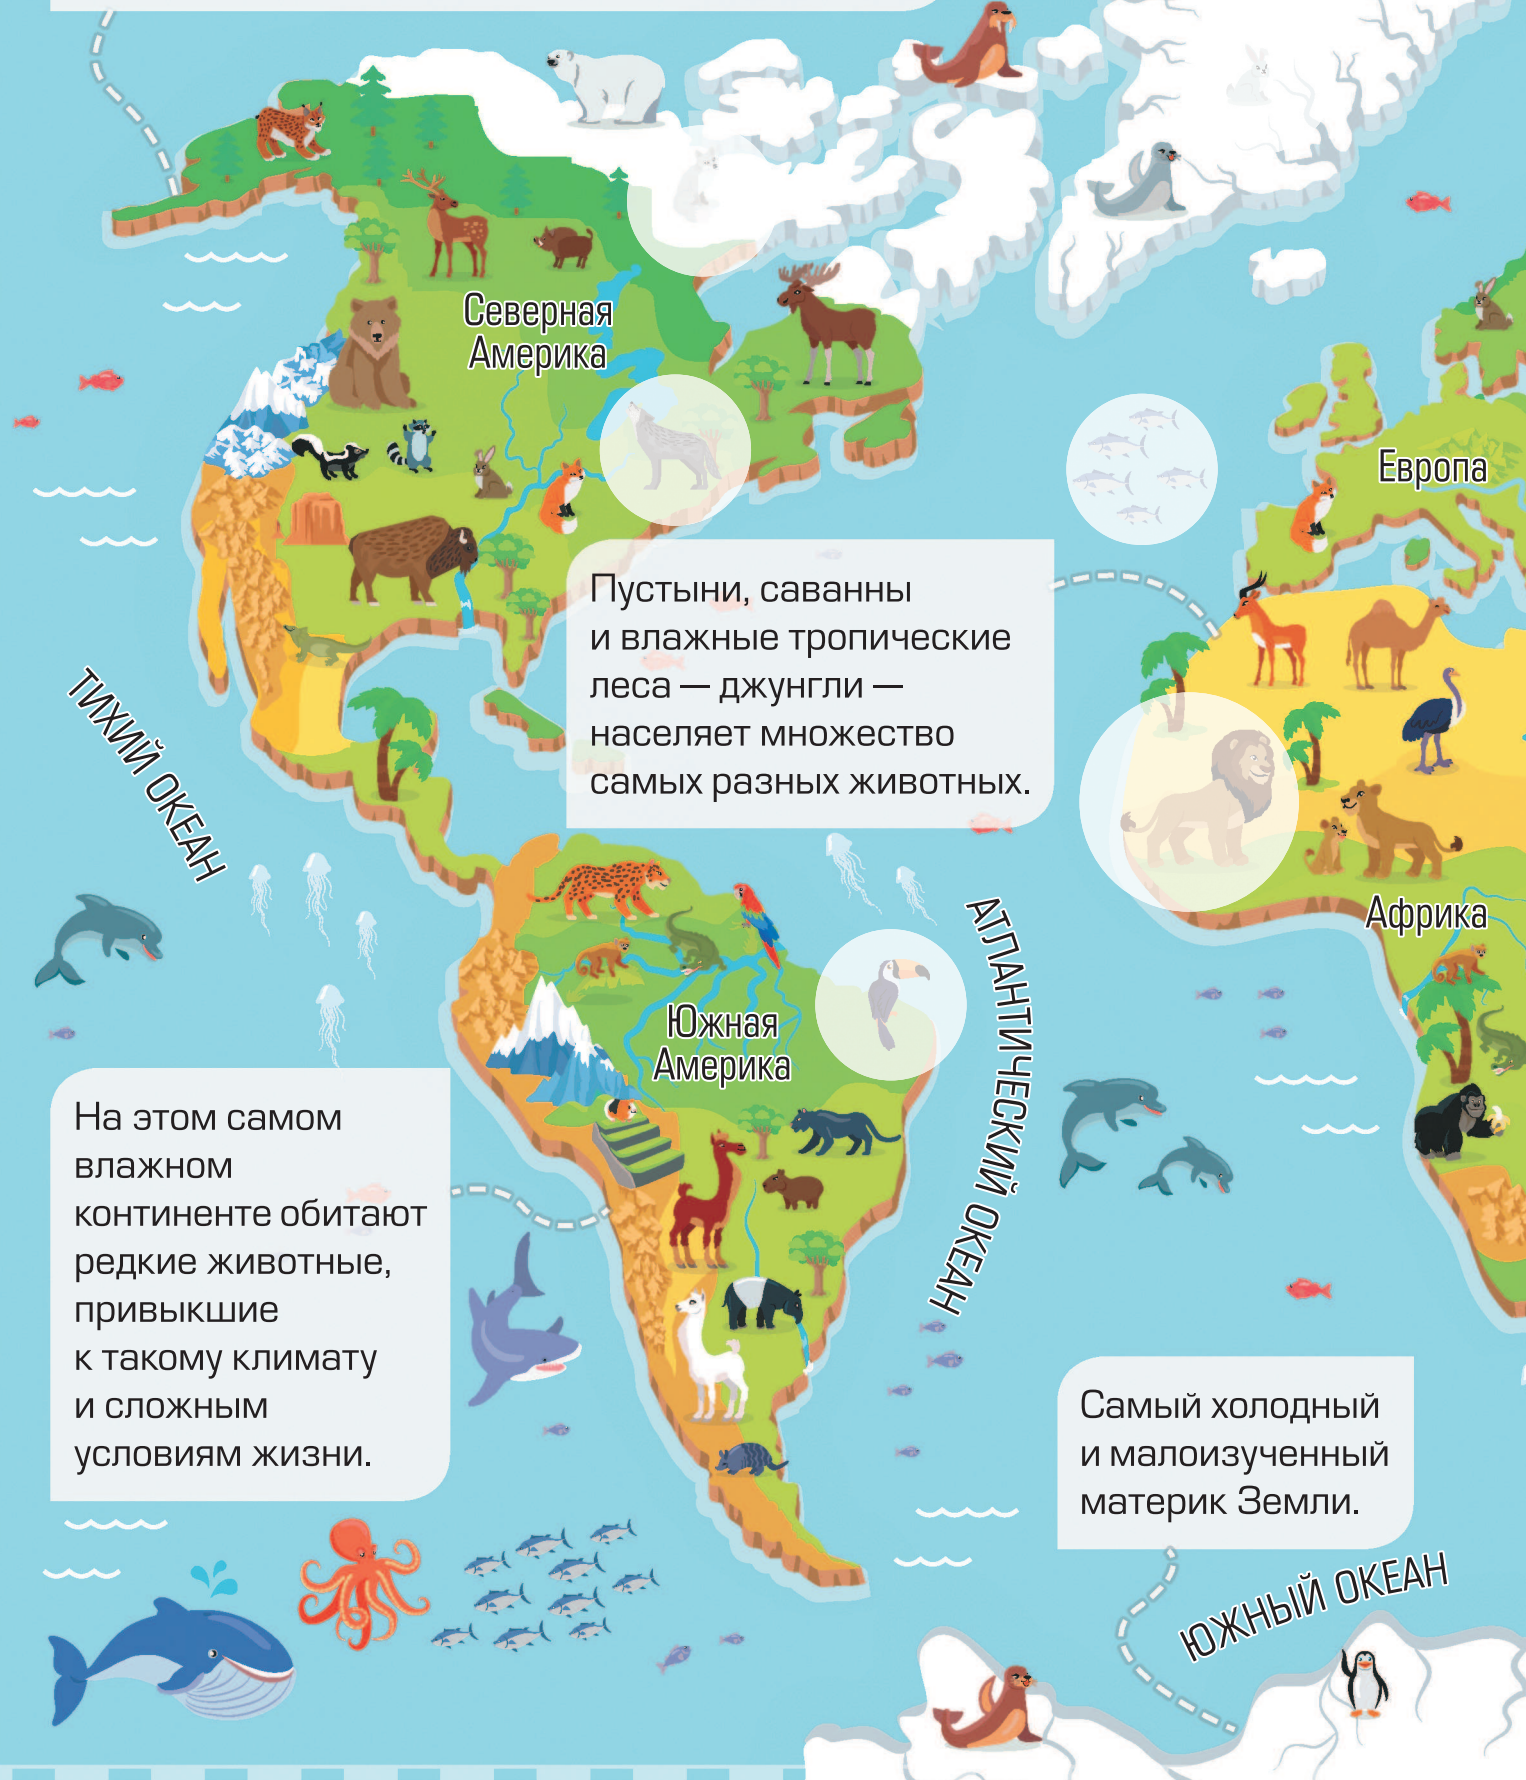 Северная
Америка
Европа
Пустыни, саванны
и влажные тропические
леса — джунгли —
населяет множество
самых разных животных.
ТИХИЙ ОКЕАН
АТЛАНТИЧЕСКИЙ ОКЕАН
Африка
Южная
Америка
На этом самом
влажном
континенте обитают
редкие животные,
привыкшие
к такому климату
и сложным
условиям жизни.
Самый холодный
и малоизученный
материк Земли.
ЮЖНЫЙ ОКЕАН